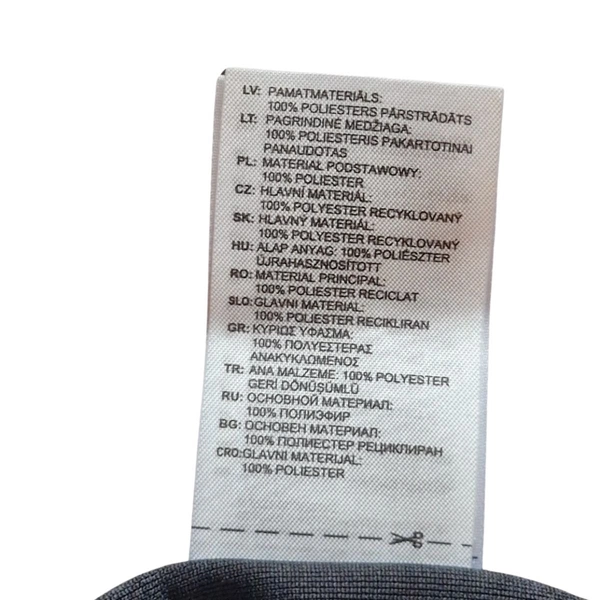 LV: PAMATMATERIĀLS:
100% POLIESTERS PĀRSTRĀDĀTS
LT: PAGRINDINĖ MEDŽIAGA:
100% POLIESTERIS PAKARTOTINAI
PANAUDOTAS
PL: MATERIAŁ PODSTAWOWY:
100% POLIESTER
CZ: HLAVNÍ MATERIÁL:
100% POLYESTER RECYKLOVANÝ
SK: HLAVNÝ MATERIÁL:
100% POLYESTER RECYKLOVANÝ
HU: ALAP ANYAG: 100% POLIÉSZTER
ÚJRAHASZNOSÍTOTT
RO: MATERIAL PRINCIPAL:
100% POLIESTER RECICLAT
SLO: GLAVNI MATERIAL:
100% POLIESTER RECIKLIRAN
GR: ΚΥΡΙΩΣ ΥΦΑΣΜΑ:
100% ΠΟΛΥΕΣΤΕΡΑΣ
ΑΝΑΚΥΚΛΩΜΕΝΟΣ
TR: ANA MALZEME: 100% POLYESTER
GERİ DÖNÜŞÜMLÜ
RU: ОСНОВНОЙ МАТЕРИАЛ:
100% ПОЛИЭФИР
BG: ОСНОВЕН МАТЕРИАЛ:
100% ПОЛИЕСТЕР РЕЦИКЛИРАН
CRO: GLAVNI MATERIJAL:
100% POLIESTER